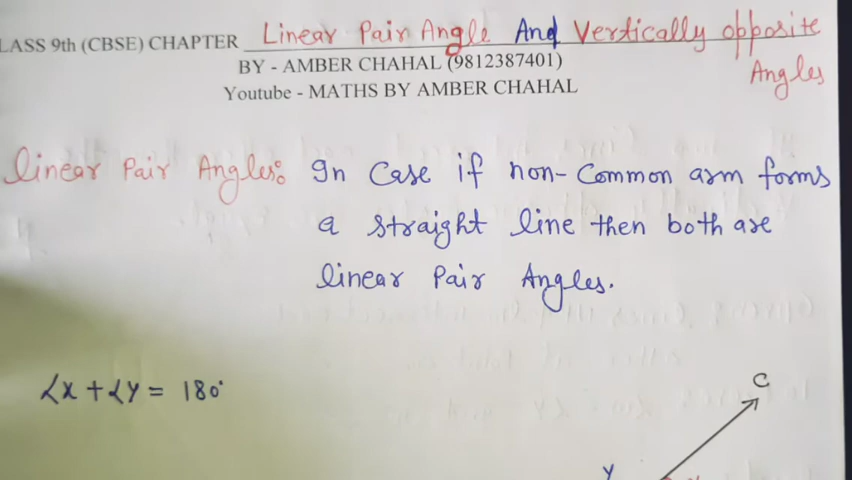 LASS 9th (CBSE) CHAPTER Linear Pair Angle And Vertically opposite
Angles
BY - AMBER CHAHAL (9812387401)
Youtube - MATHS BY AMBER CHAHAL
Linear Pair Angles: In Case if non-Common arm forms
a straight line then both are
linear Pair Angles.
∠x + ∠y = 180°
C
Y